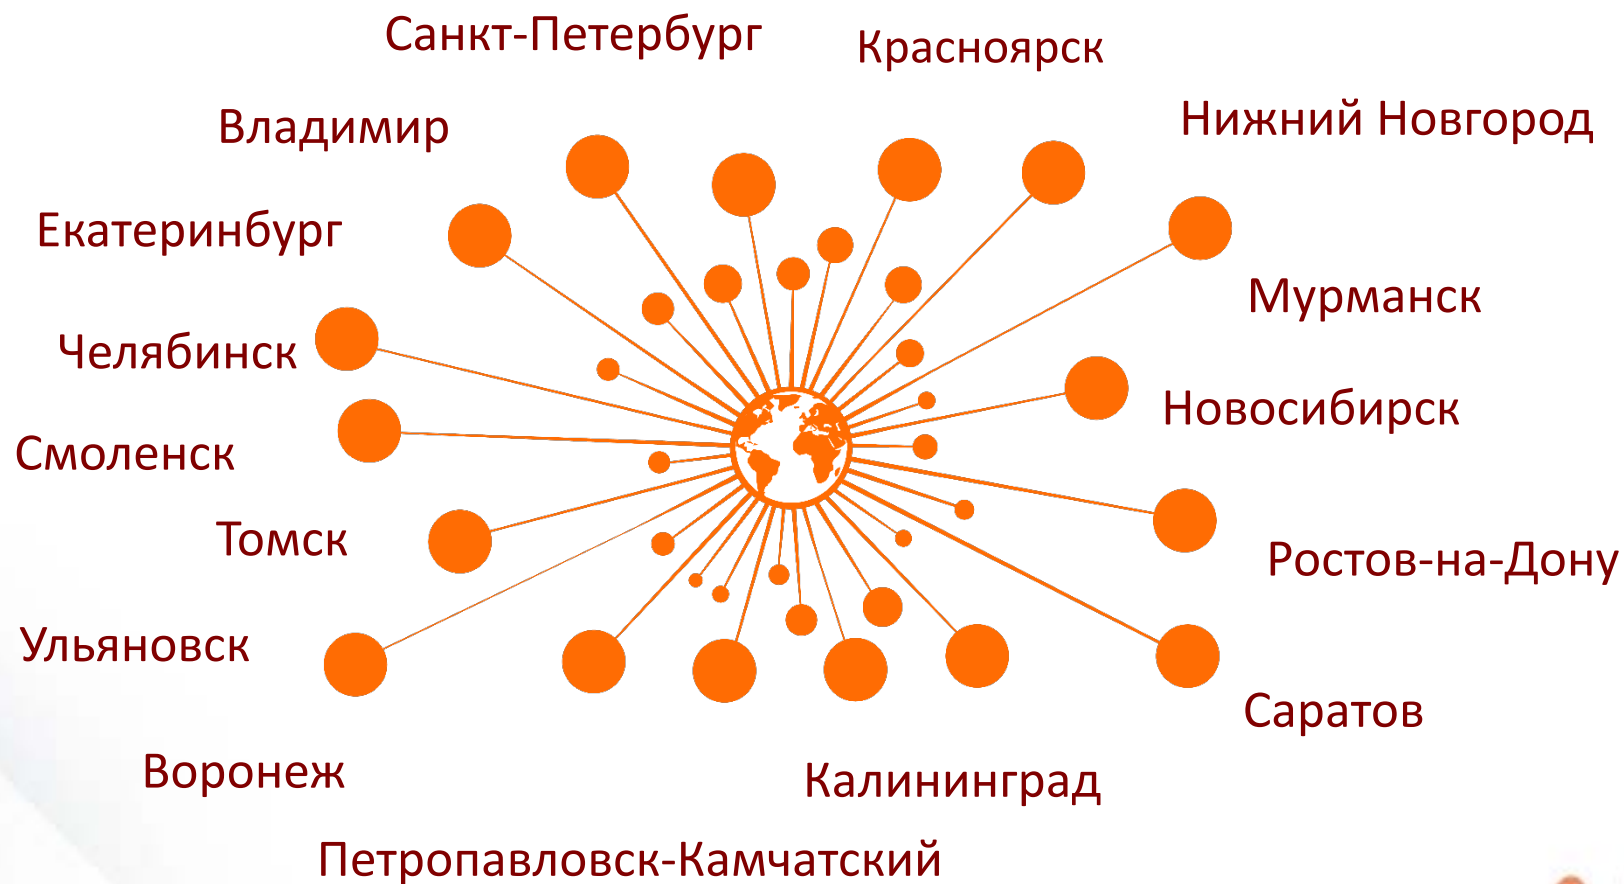 Санкт-Петербург
Красноярск
Владимир
Нижний Новгород
Екатеринбург
Мурманск
Челябинск
Новосибирск
Смоленск
Томск
Ростов-на-Дону
Ульяновск
Саратов
Воронеж
Калининград
Петропавловск-Камчатский